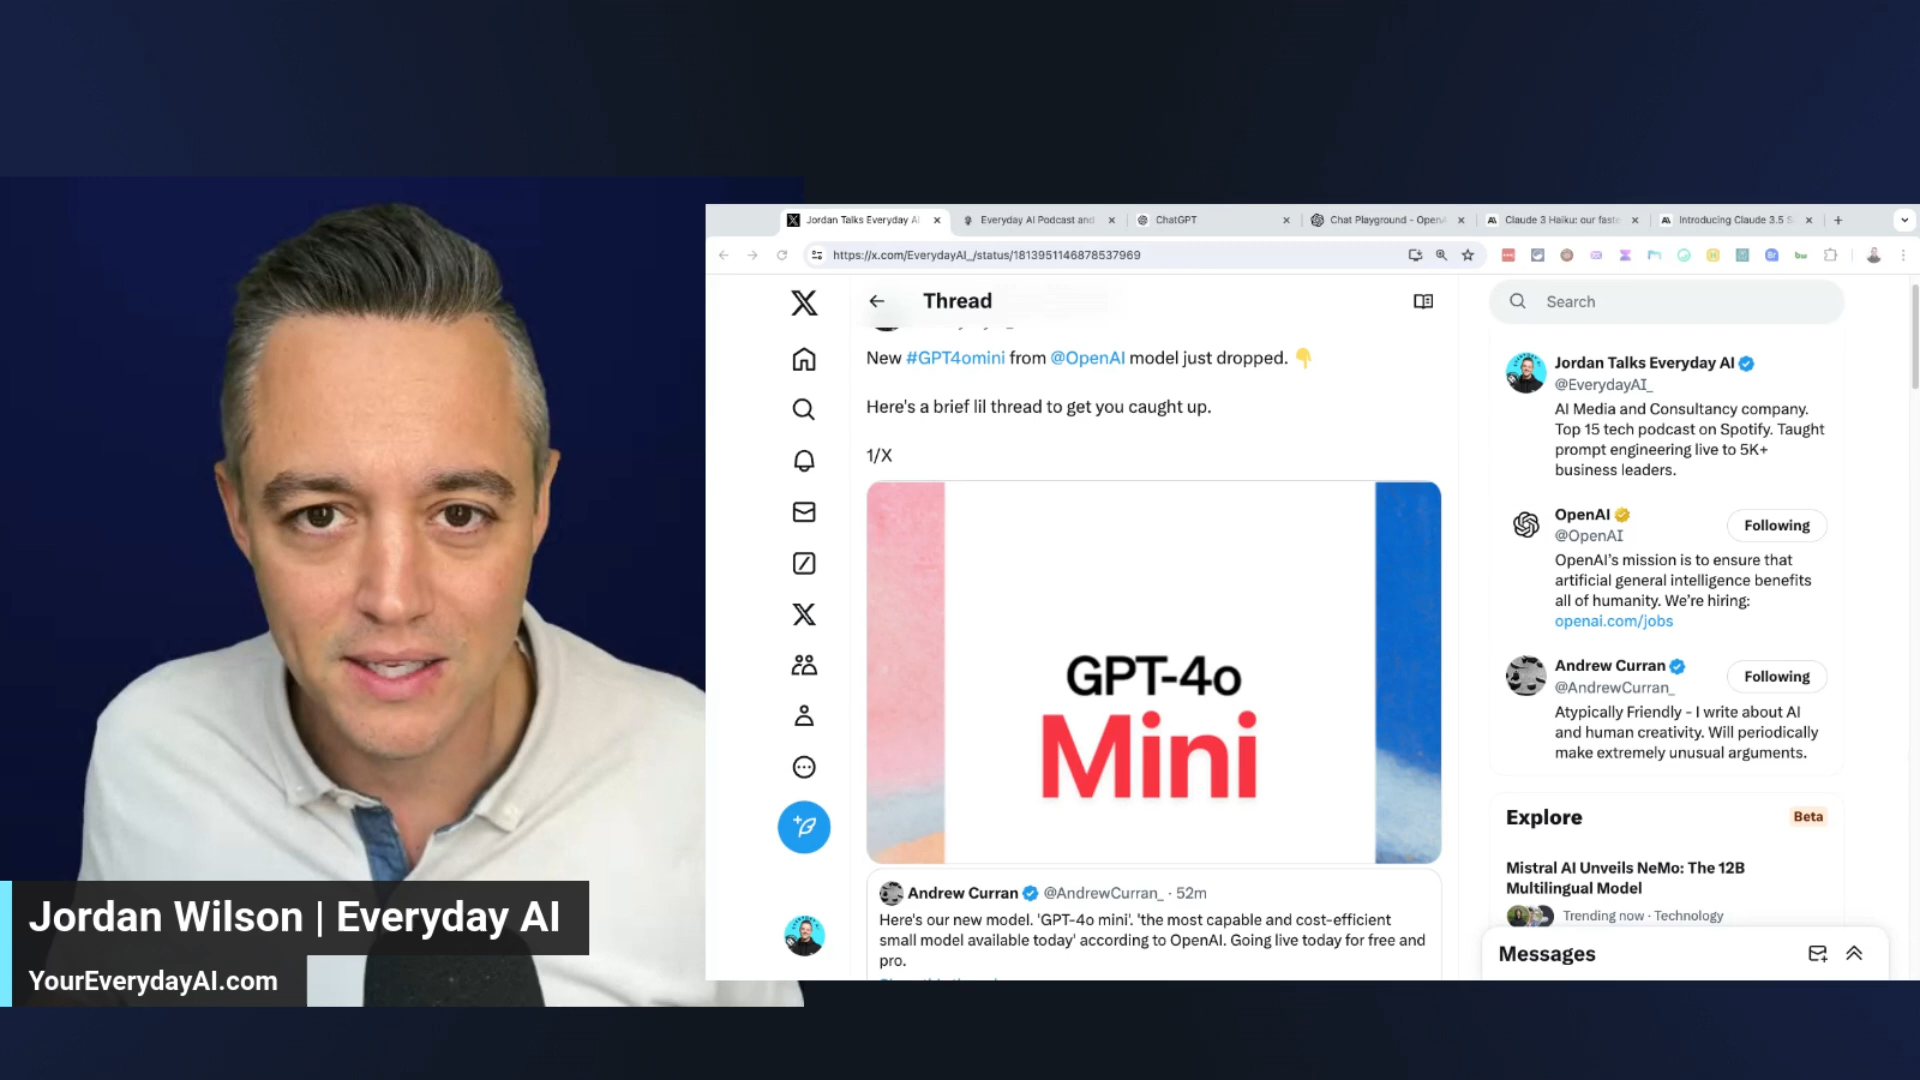 Jordan Talks Everyday AI
Everyday AI Podcast and
ChatGPT
Chat Playground - OpenA
Claude 3 Haiku: our faste
Introducing Claude 3.5 S
https://x.com/EverydayAI_/status/1813951146878537969
Thread
New #GPT4omini from @OpenAI model just dropped. 👇
Here's a brief lil thread to get you caught up.
1/X
GPT-4o
Mini
Andrew Curran @AndrewCurran_ · 52m
Here's our new model. 'GPT-4o mini'. 'the most capable and cost-efficient
small model available today' according to OpenAI. Going live today for free and
pro.
Search
Jordan Talks Everyday AI
@EverydayAI_
AI Media and Consultancy company.
Top 15 tech podcast on Spotify. Taught
prompt engineering live to 5K+
business leaders.
OpenAI
@OpenAI
Following
OpenAI's mission is to ensure that
artificial general intelligence benefits
all of humanity. We're hiring:
openai.com/jobs
Andrew Curran
@AndrewCurran_
Following
Atypically Friendly - I write about AI
and human creativity. Will periodically
make extremely unusual arguments.
Explore
Beta
Mistral AI Unveils NeMo: The 12B
Multilingual Model
Trending now · Technology
Messages
Jordan Wilson | Everyday AI
YourEverydayAI.com